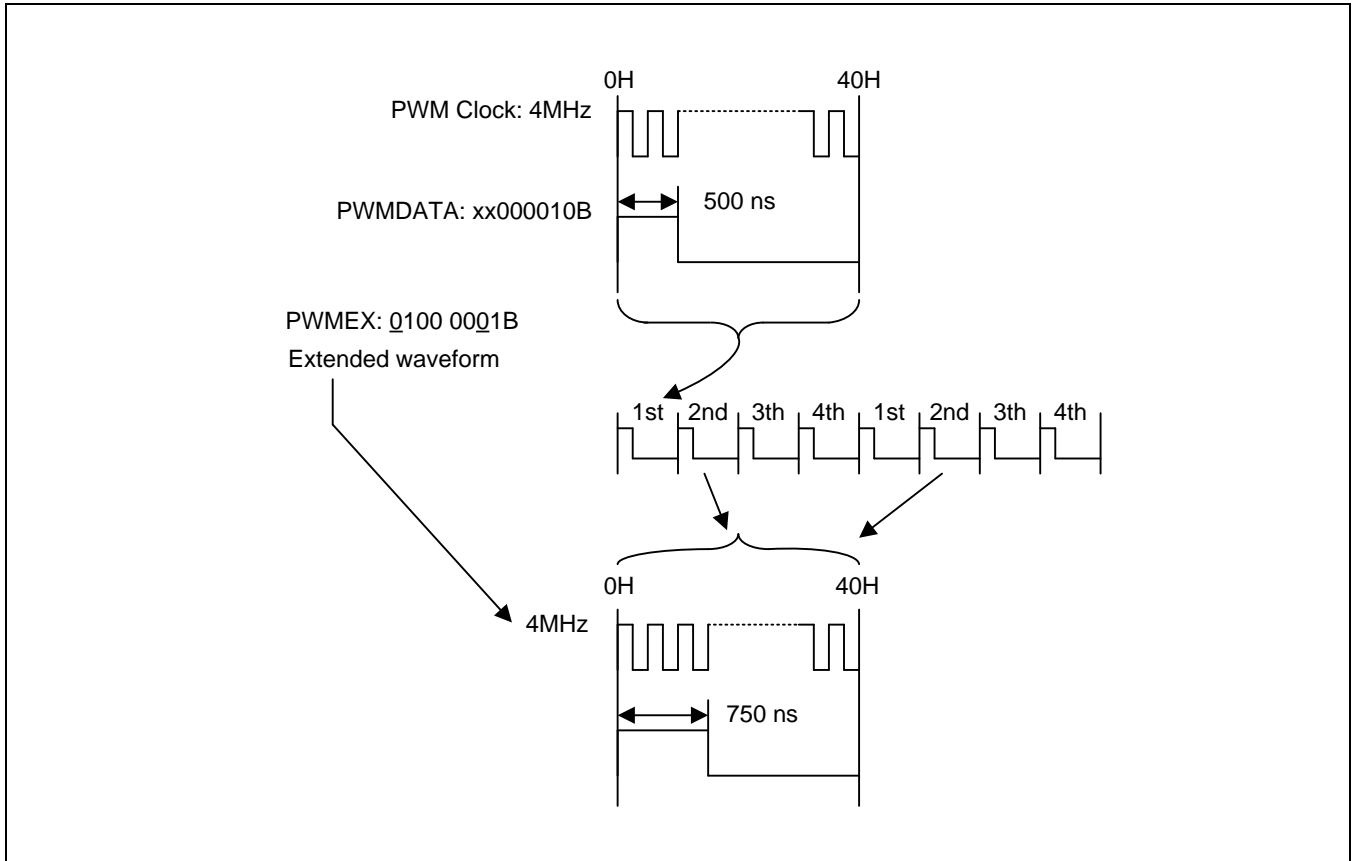 0H 40H
PWM Clock: 4MHz
PWMDATA: xx000010B
500 ns
PWMEX: 0100 0001B
Extended waveform
1st 2nd 3th 4th 1st 2nd 3th 4th
0H 40H
4MHz
750 ns